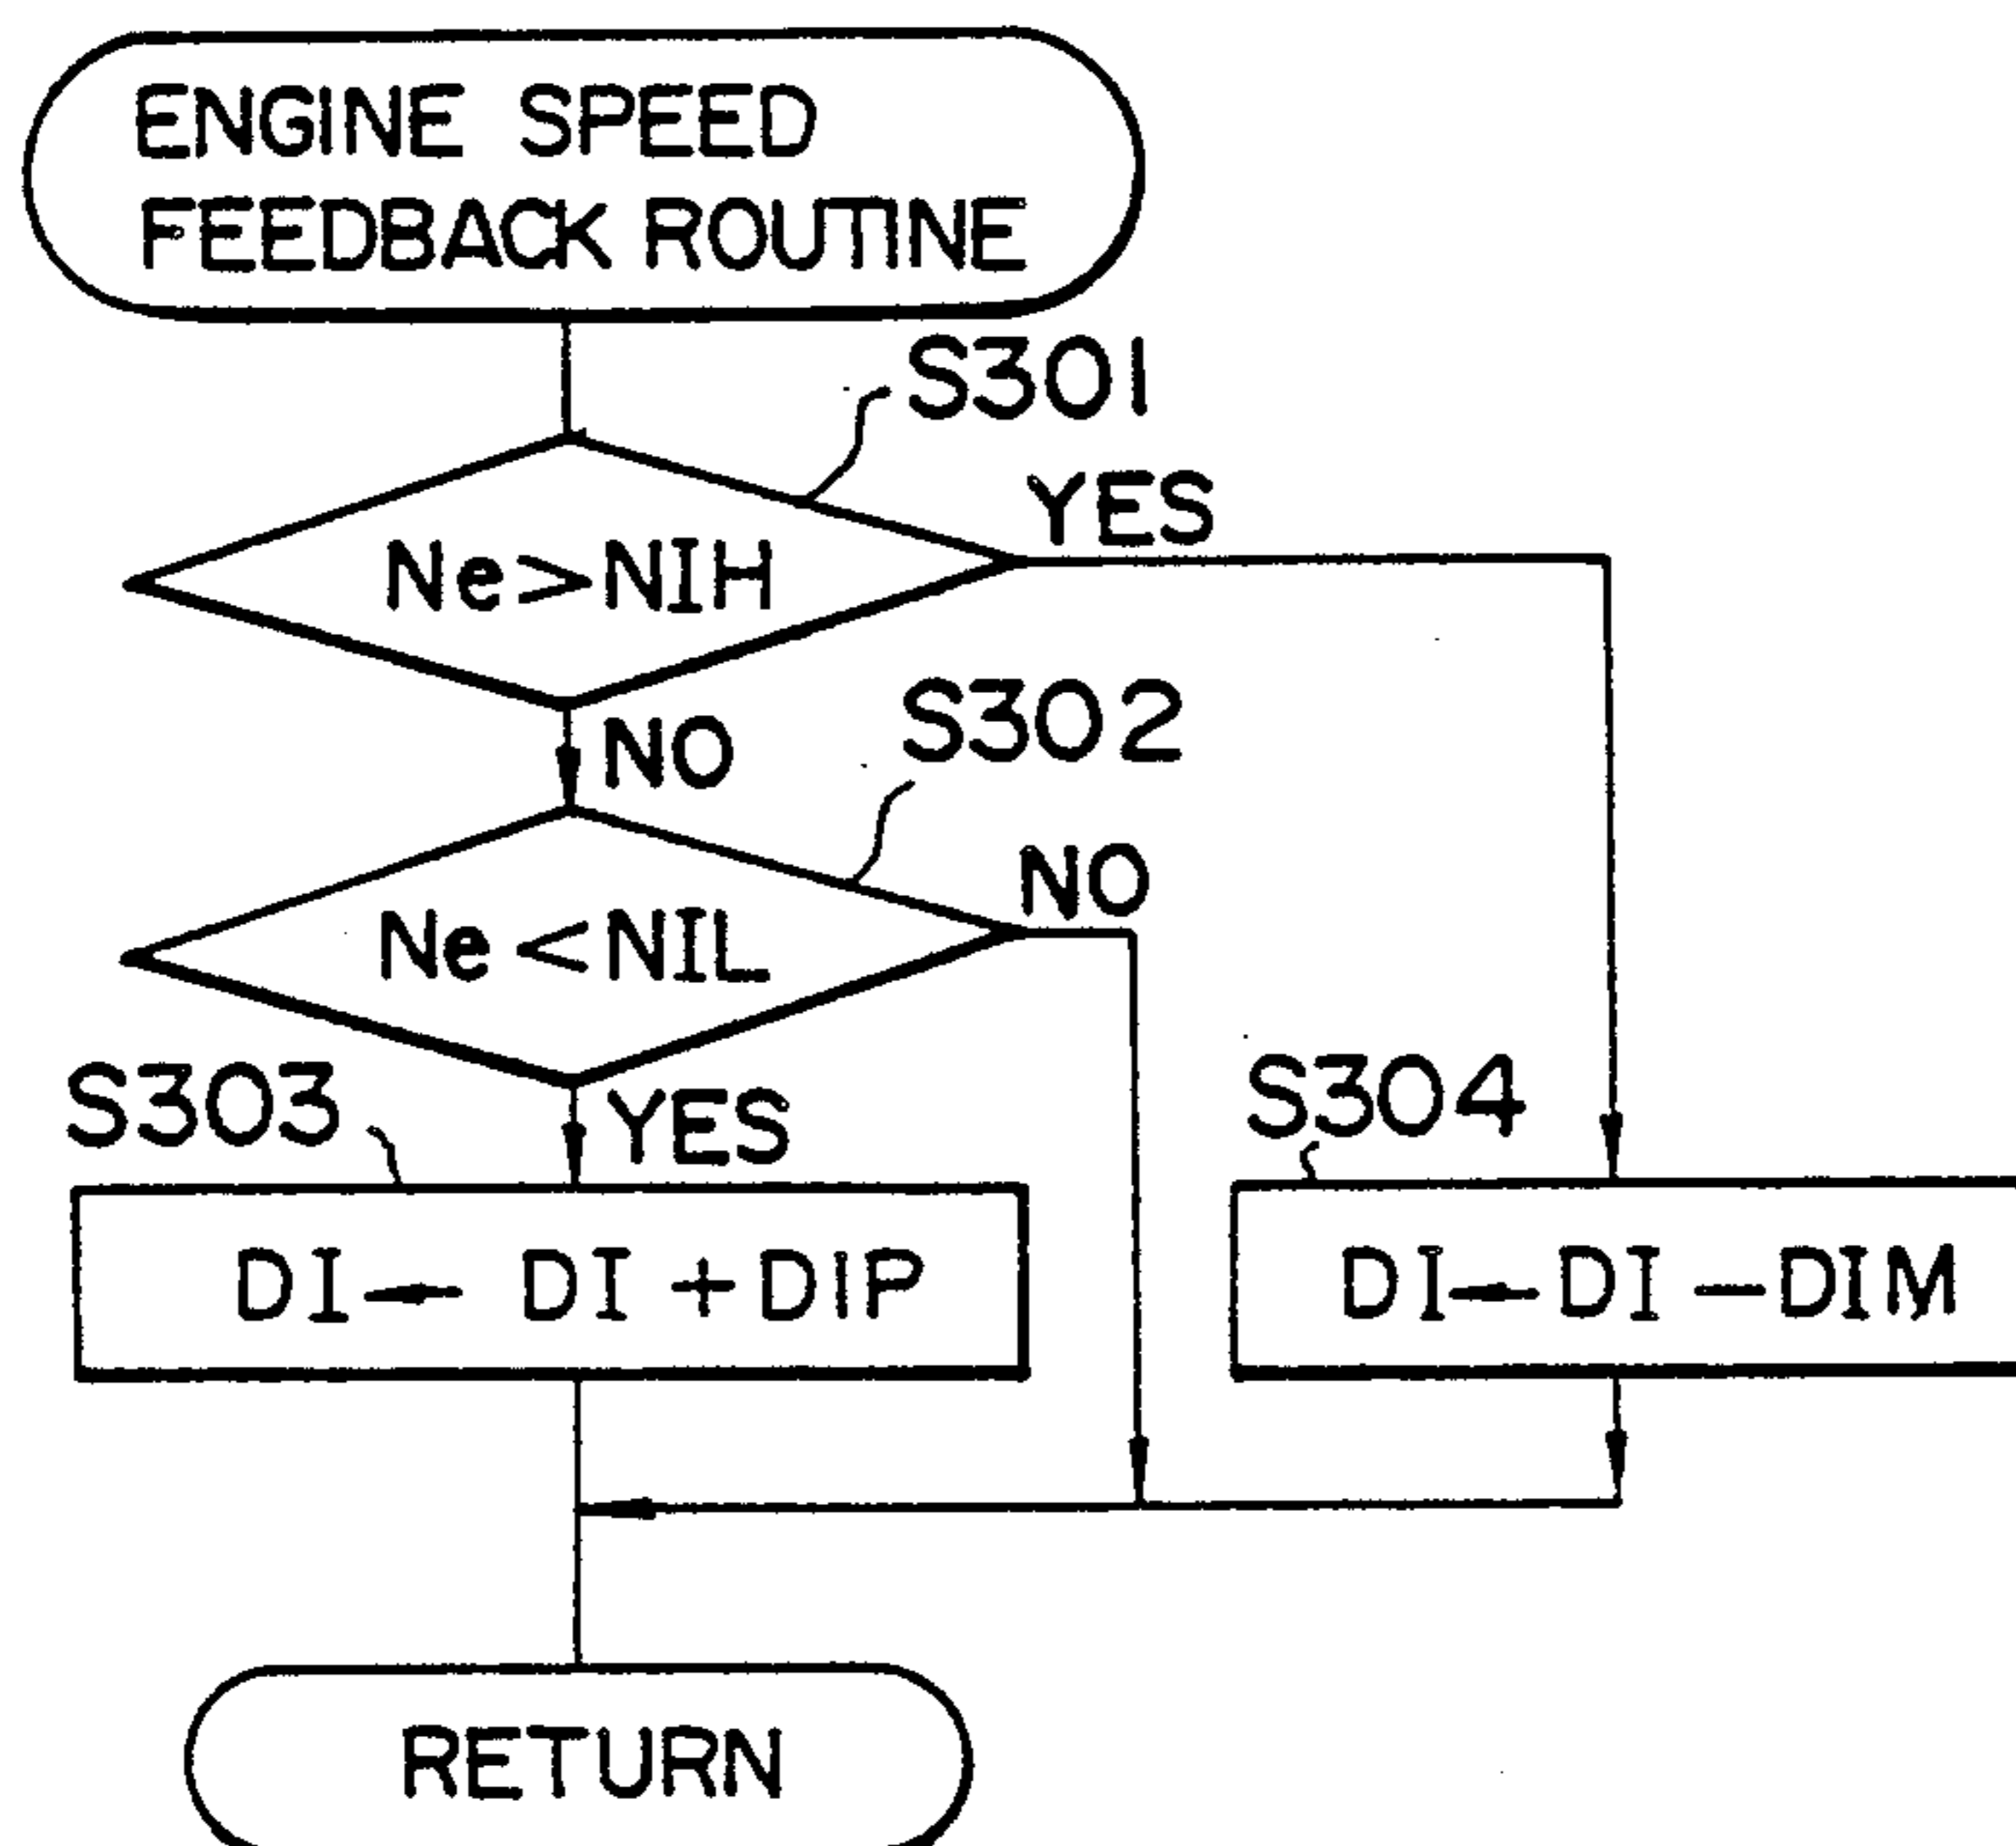 ENGINE SPEED
FEEDBACK ROUTINE
S301
YES
Ne>NIH
NO
S302
NO
Ne<NIL
S303
YES
S304
DI← DI +DIP
DI←DI −DIM
RETURN